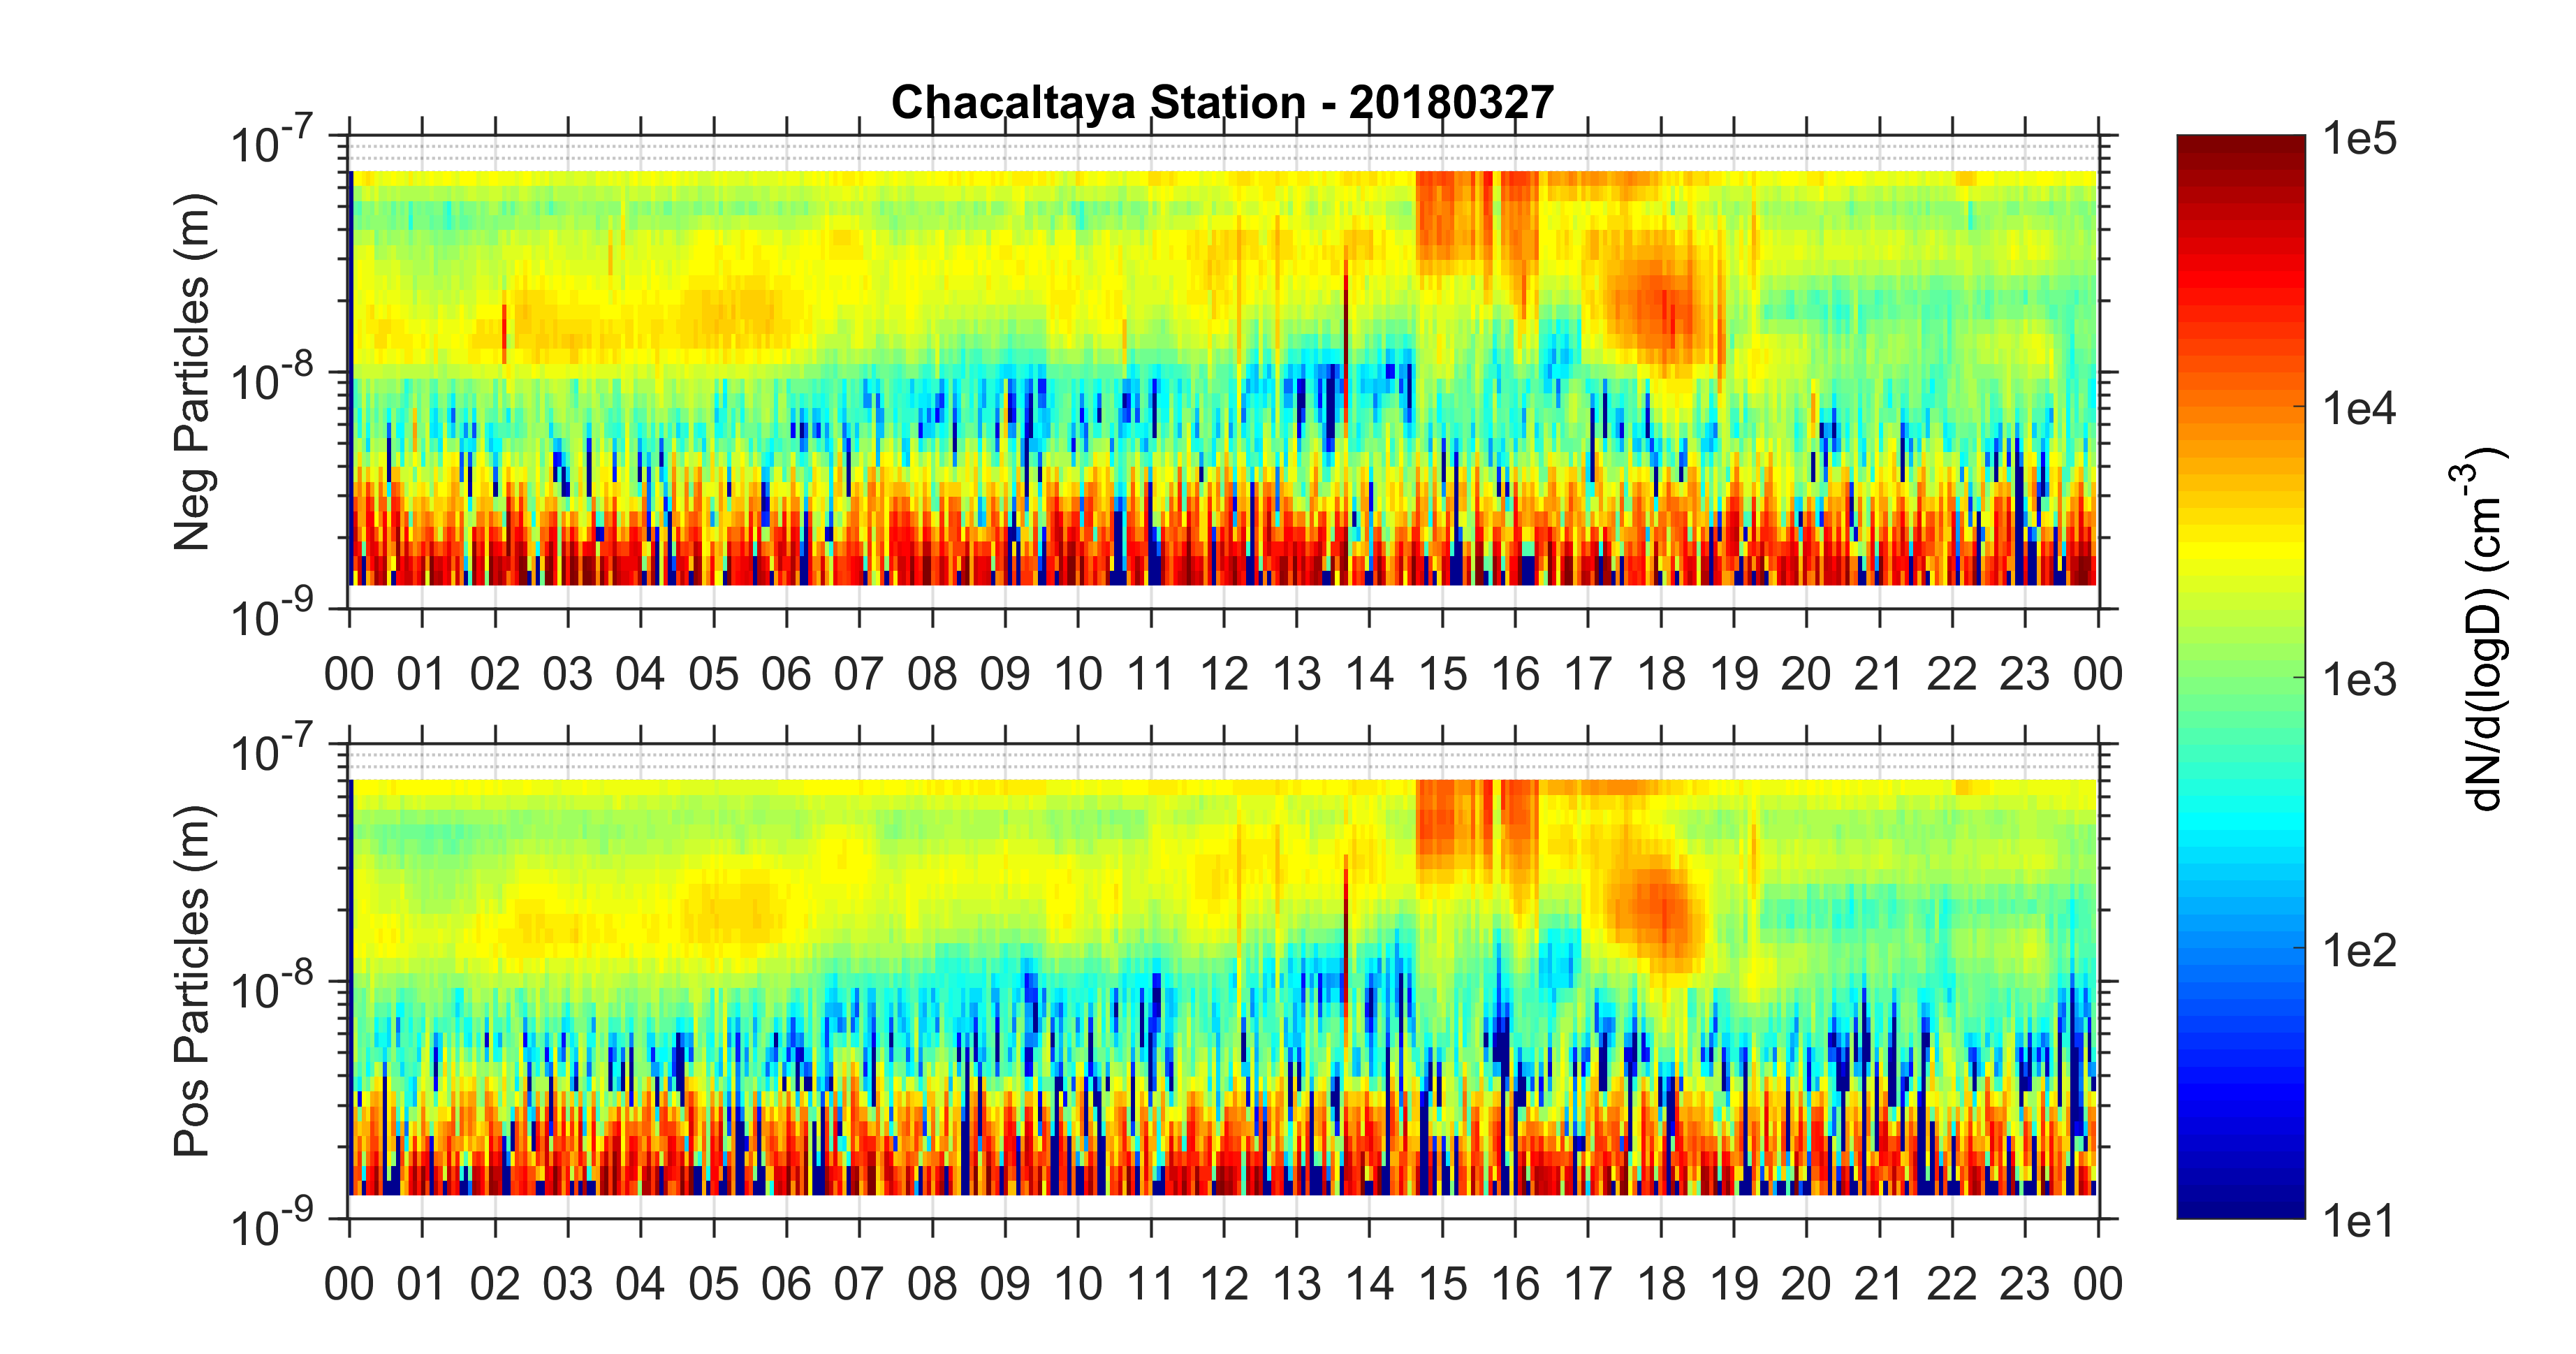 Chacaltaya Station - 20180327
10-7
10-8
10-9
Neg Particles (m)
00 01 02 03 04 05 06 07 08 09 10 11 12 13 14 15 16 17 18 19 20 21 22 23 00
10-7
10-8
10-9
Pos Particles (m)
00 01 02 03 04 05 06 07 08 09 10 11 12 13 14 15 16 17 18 19 20 21 22 23 00
1e5
1e4
1e3
1e2
1e1
dN/d(logD) (cm-3)